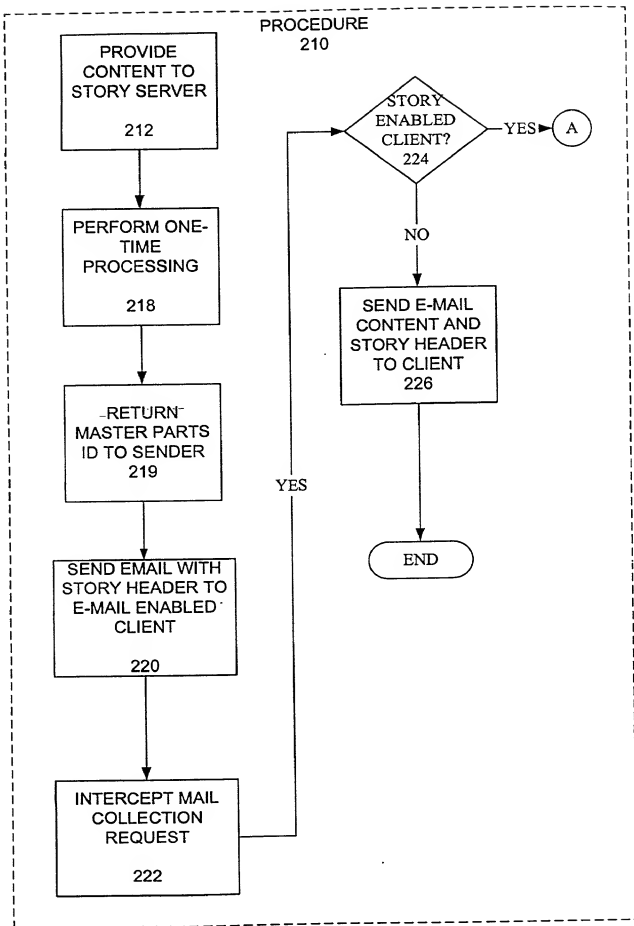 PROCEDURE
210
PROVIDE
CONTENT TO
STORY SERVER
212
PERFORM ONE-
TIME
PROCESSING
218
RETURN
MASTER PARTS
ID TO SENDER
219
SEND EMAIL WITH
STORY HEADER TO
E-MAIL ENABLED
CLIENT
220
INTERCEPT MAIL
COLLECTION
REQUEST
222
YES
STORY
ENABLED
CLIENT?
224
YES
A
NO
SEND E-MAIL
CONTENT AND
STORY HEADER
TO CLIENT
226
END